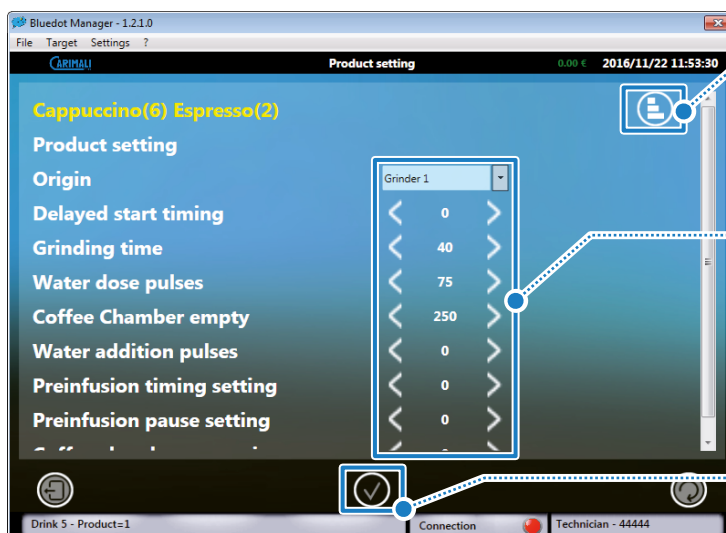 Bluedot Manager - 1.2.1.0
File Target Settings ?
CARIMALI Product setting 0.00 € 2016/11/22 11:53:30
Cappuccino(6) Espresso(2)
Product setting
Origin Grinder 1
Delayed start timing 0
Grinding time 40
Water dose pulses 75
Coffee Chamber empty 250
Water addition pulses 0
Preinfusion timing setting 0
Preinfusion pause setting 0
Drink 5 - Product=1 Connection Technician - 44444